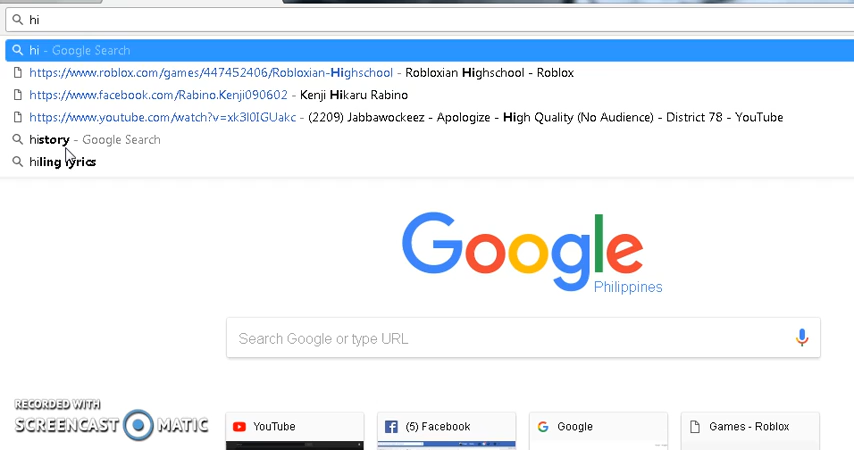 hi
hi - Google Search
https://www.roblox.com/games/447452406/Robloxian-Highschool - Robloxian Highschool - Roblox
https://www.facebook.com/Rabino.Kenji090602 - Kenji Hikaru Rabino
https://www.youtube.com/watch?v=xk3l0IGUakc - (2209) Jabbawockeez - Apologize - High Quality (No Audience) - District 78 - YouTube
history - Google Search
hiling lyrics
Google
Philippines
Search Google or type URL
RECORDED WITH
SCREENCAST MATIC
YouTube
(5) Facebook
Google
Games - Roblox